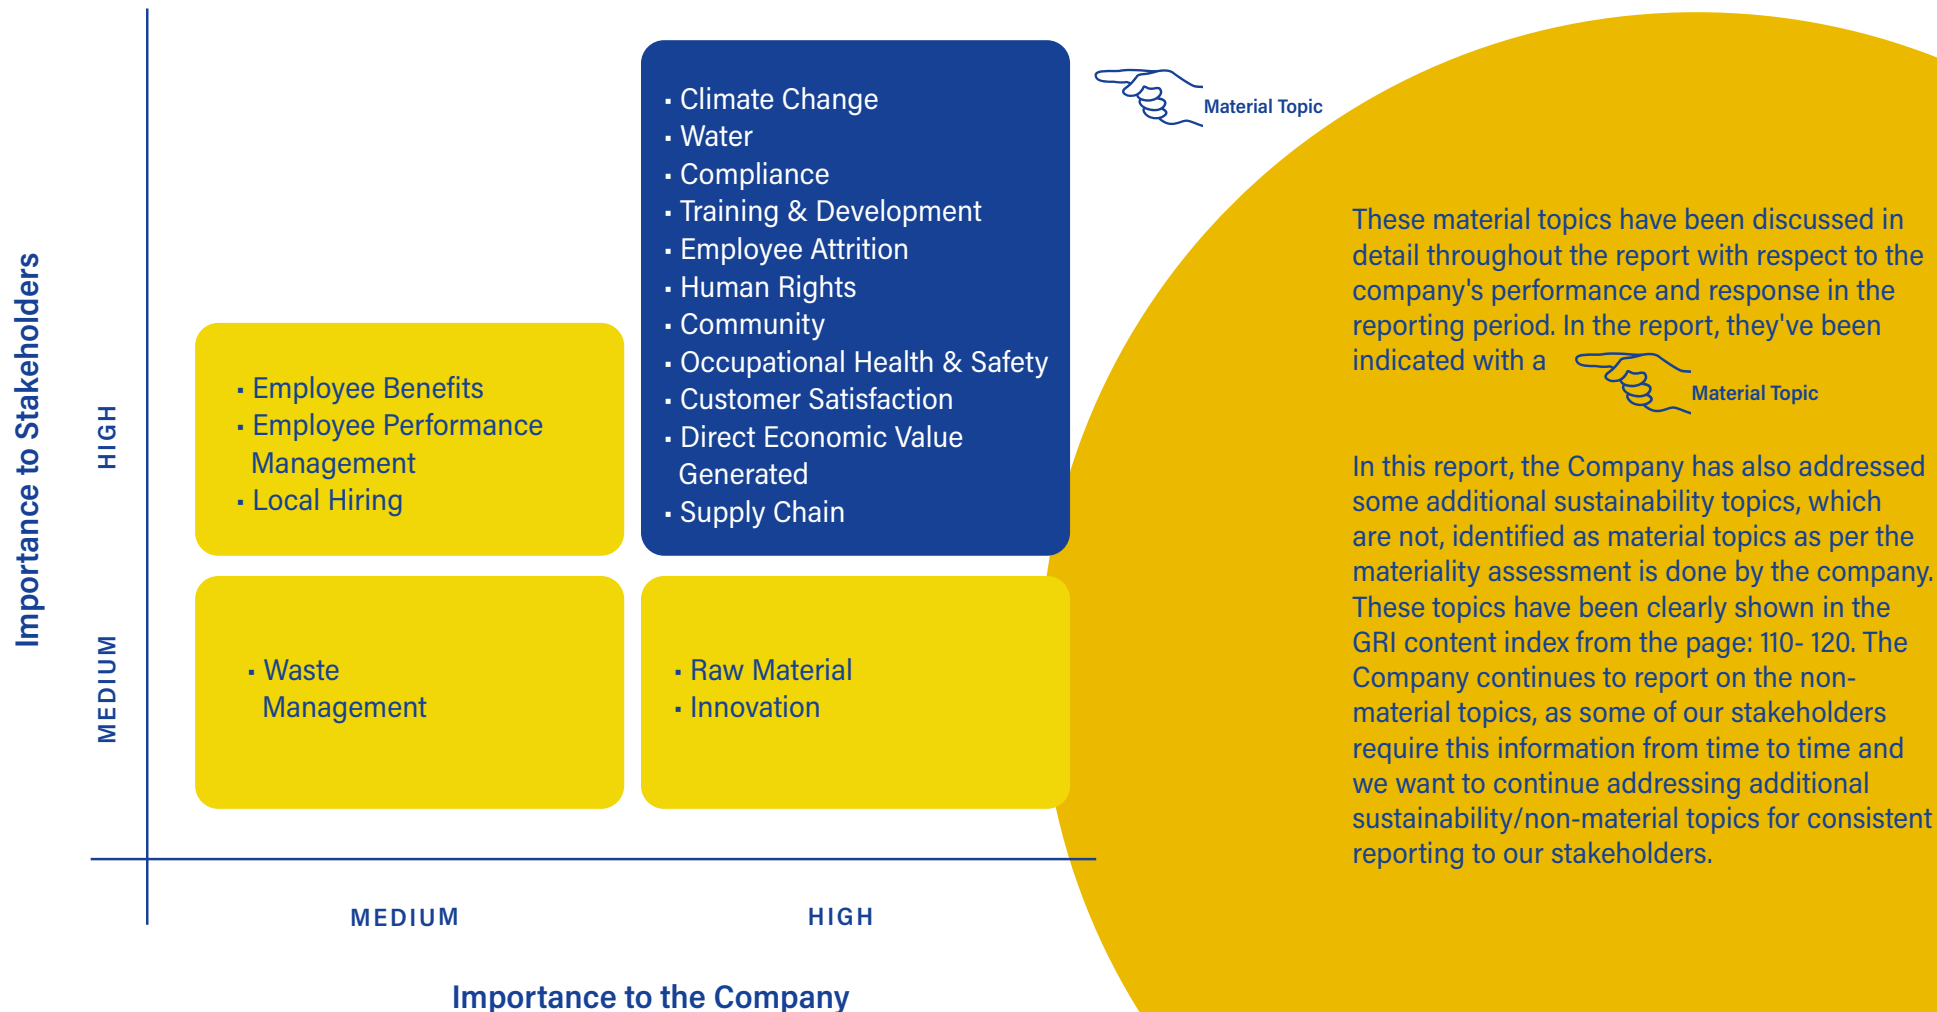 Importance to Stakeholders
HIGH
MEDIUM
▪ Climate Change
▪ Water
▪ Compliance
▪ Training & Development
▪ Employee Attrition
▪ Human Rights
▪ Community
▪ Occupational Health & Safety
▪ Customer Satisfaction
▪ Direct Economic Value
Generated
▪ Supply Chain
Material Topic
▪ Employee Benefits
▪ Employee Performance
Management
▪ Local Hiring
▪ Waste
Management
▪ Raw Material
▪ Innovation
MEDIUM
HIGH
Importance to the Company
These material topics have been discussed in
detail throughout the report with respect to the
company's performance and response in the
reporting period. In the report, they've been
indicated with a
Material Topic
In this report, the Company has also addressed
some additional sustainability topics, which
are not, identified as material topics as per the
materiality assessment is done by the company.
These topics have been clearly shown in the
GRI content index from the page: 110- 120. The
Company continues to report on the non-
material topics, as some of our stakeholders
require this information from time to time and
we want to continue addressing additional
sustainability/non-material topics for consistent
reporting to our stakeholders.